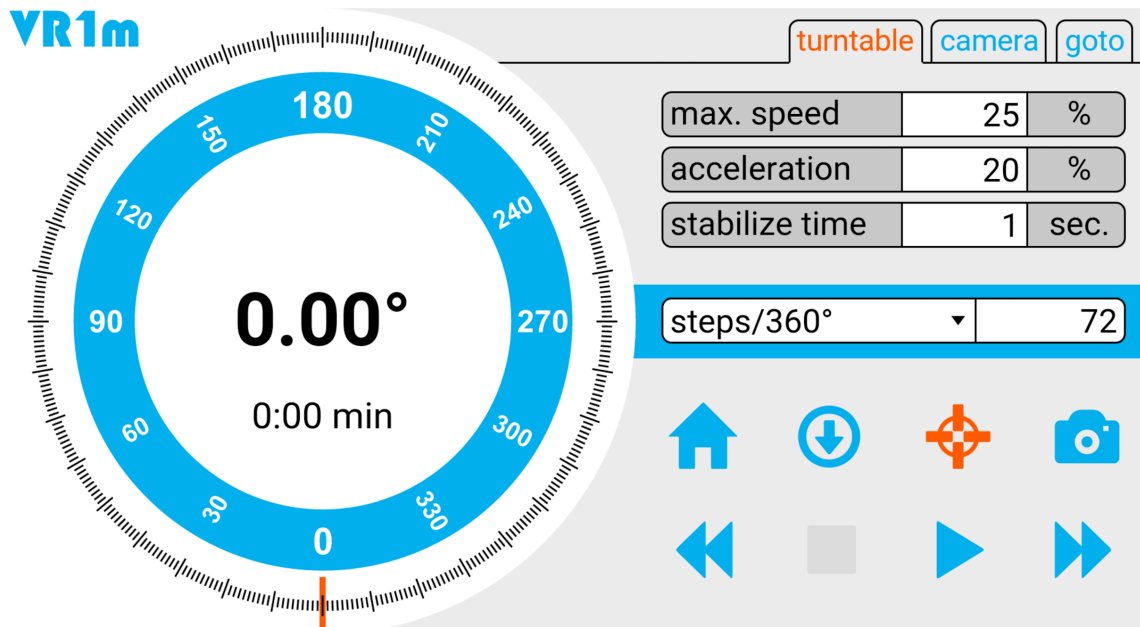 VR1m
turntable camera goto
max. speed 25 %
acceleration 20 %
stabilize time 1 sec.
steps/360° 72
180
150 210
120 240
90 270
60 300
30 330
0
0.00°
0:00 min